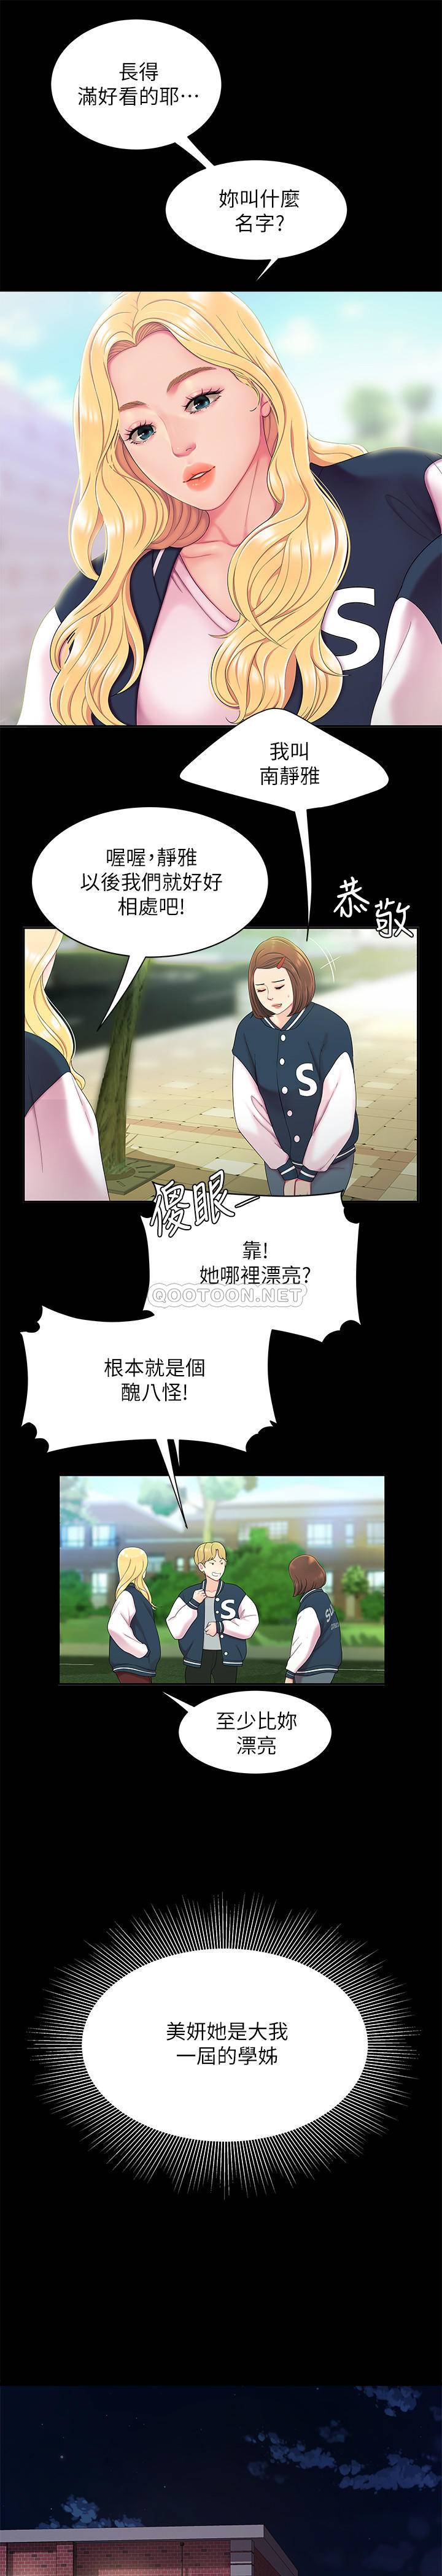 長得
滿好看的耶…
妳叫什麼
名字?
S
我叫
南靜雅
喔喔，靜雅
以後我們就好好
相處吧!
恭敬
S
傻眼
靠!
她哪裡漂亮?
QOOTOON.NET
根本就是個
醜八怪!
S
至少比妳
漂亮
美妍她是大我
一屆的學姊